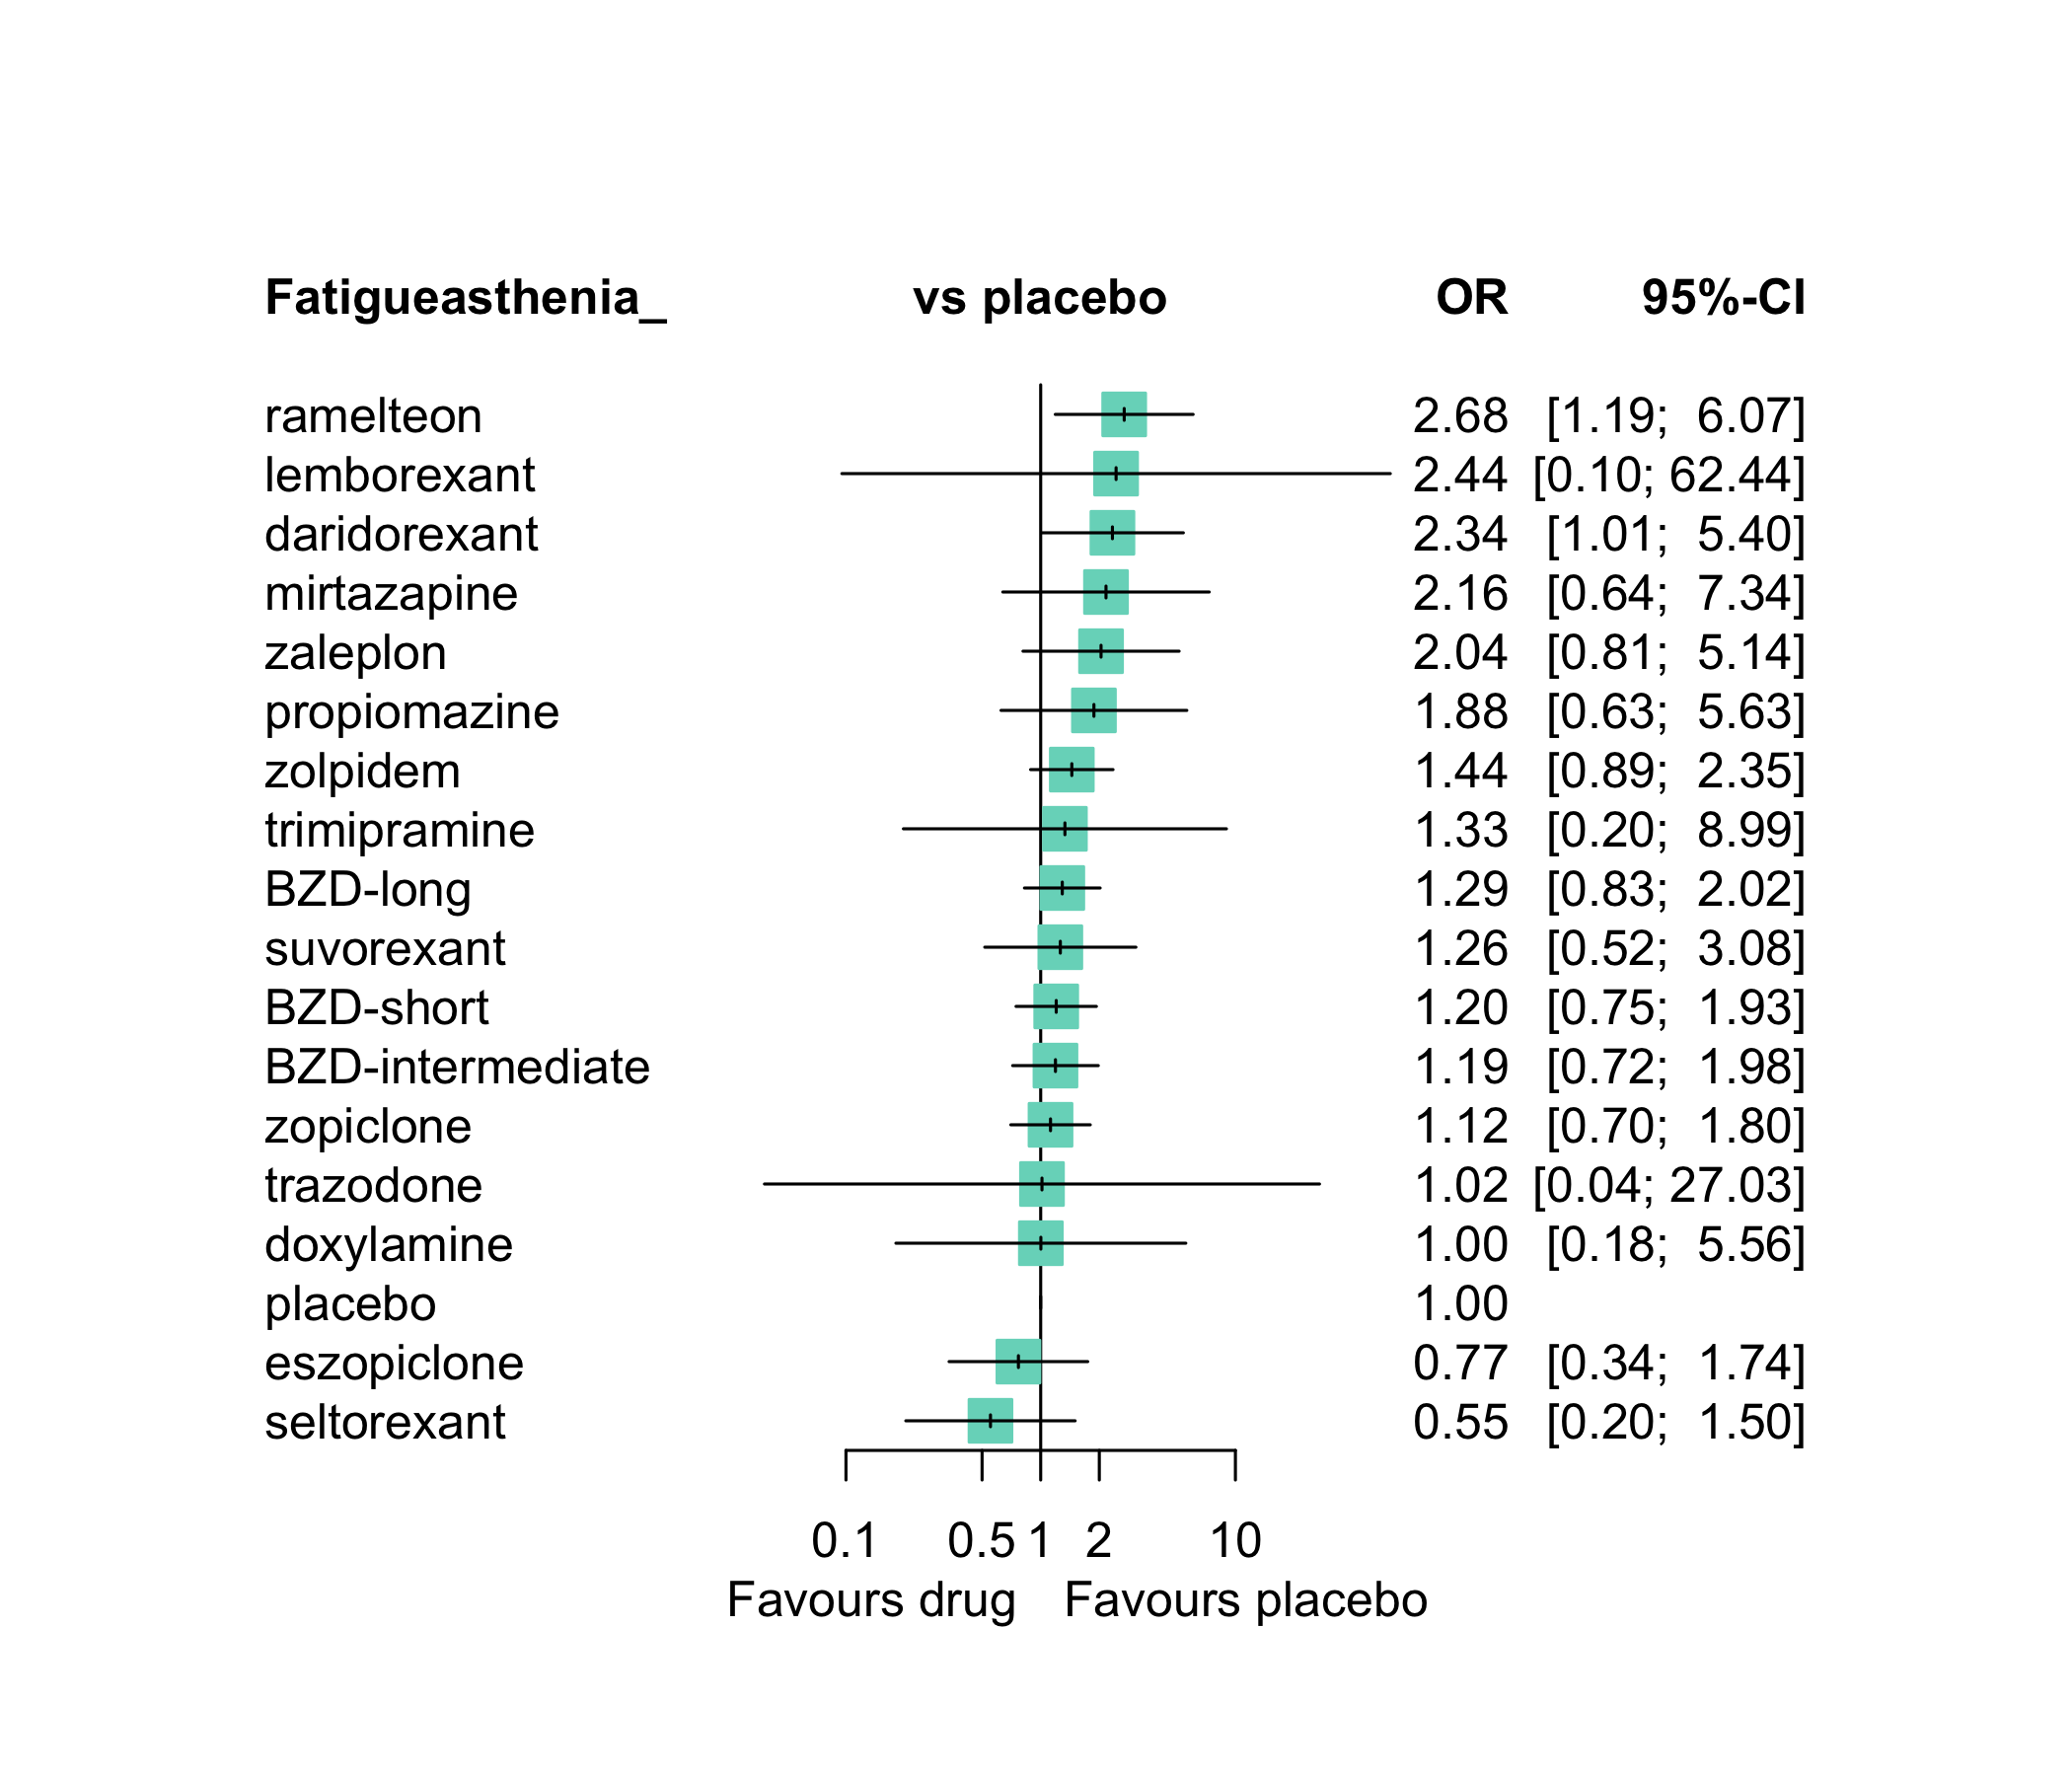 Fatigueasthenia_ vs placebo OR 95%-CI
ramelteon 2.68 [1.19; 6.07]
lemborexant 2.44 [0.10; 62.44]
daridorexant 2.34 [1.01; 5.40]
mirtazapine 2.16 [0.64; 7.34]
zaleplon 2.04 [0.81; 5.14]
propiomazine 1.88 [0.63; 5.63]
zolpidem 1.44 [0.89; 2.35]
trimipramine 1.33 [0.20; 8.99]
BZD-long 1.29 [0.83; 2.02]
suvorexant 1.26 [0.52; 3.08]
BZD-short 1.20 [0.75; 1.93]
BZD-intermediate 1.19 [0.72; 1.98]
zopiclone 1.12 [0.70; 1.80]
trazodone 1.02 [0.04; 27.03]
doxylamine 1.00 [0.18; 5.56]
placebo 1.00
eszopiclone 0.77 [0.34; 1.74]
seltorexant 0.55 [0.20; 1.50]
0.1 0.5 1 2 10
Favours drug Favours placebo